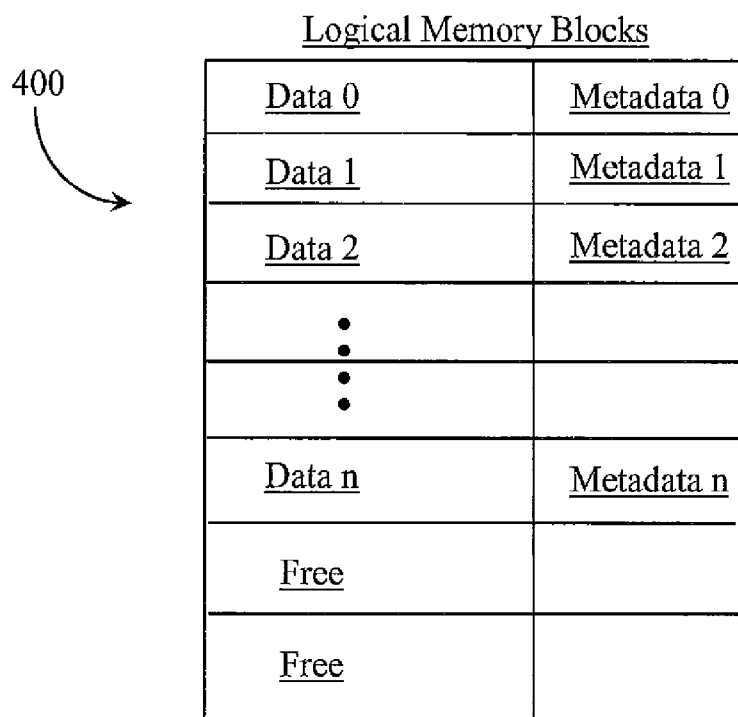 Logical Memory Blocks
400
Data 0 Metadata 0
Data 1 Metadata 1
Data 2 Metadata 2
Data n Metadata n
Free
Free